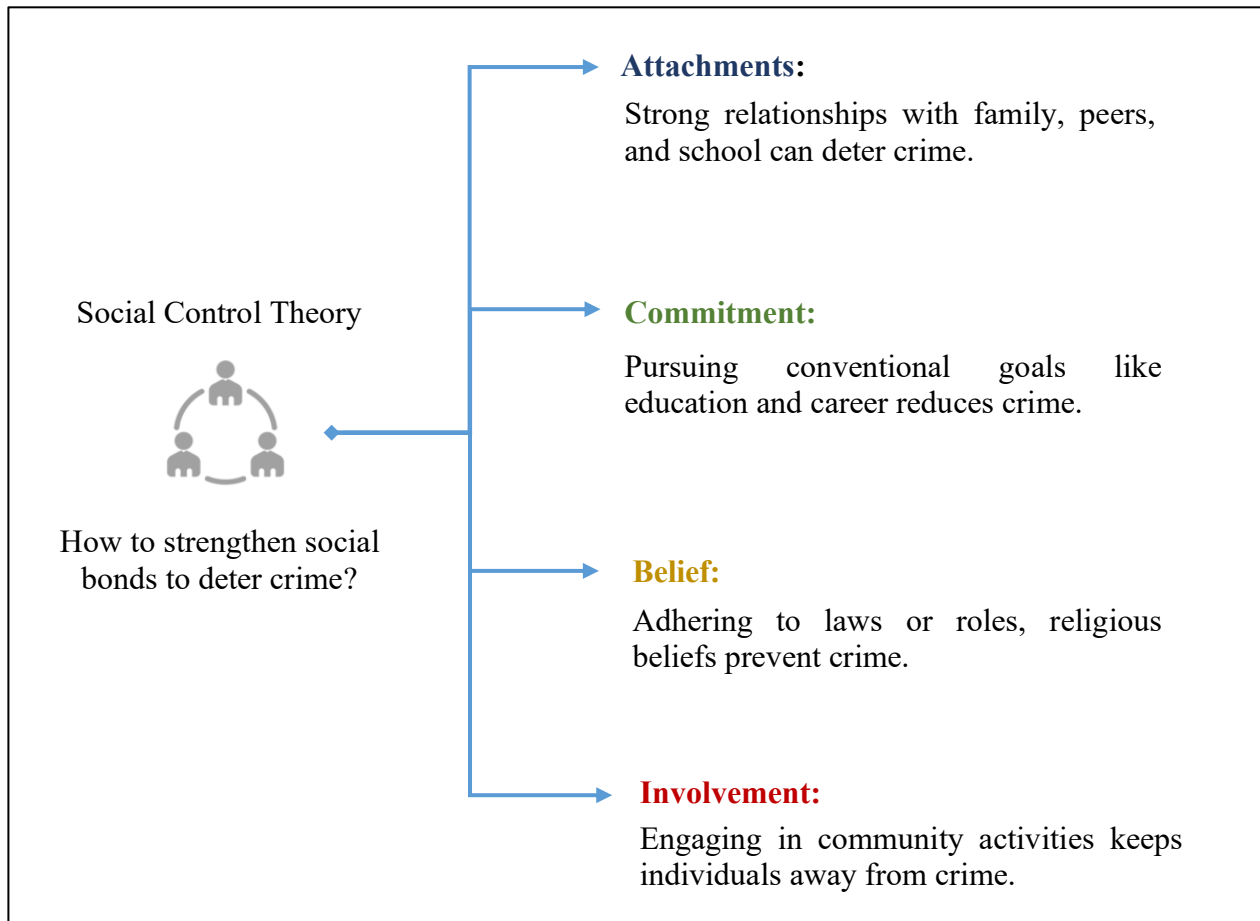 Social Control Theory
How to strengthen social
bonds to deter crime?
Attachments:
Strong relationships with family, peers,
and school can deter crime.
Commitment:
Pursuing conventional goals like
education and career reduces crime.
Belief:
Adhering to laws or roles, religious
beliefs prevent crime.
Involvement:
Engaging in community activities keeps
individuals away from crime.